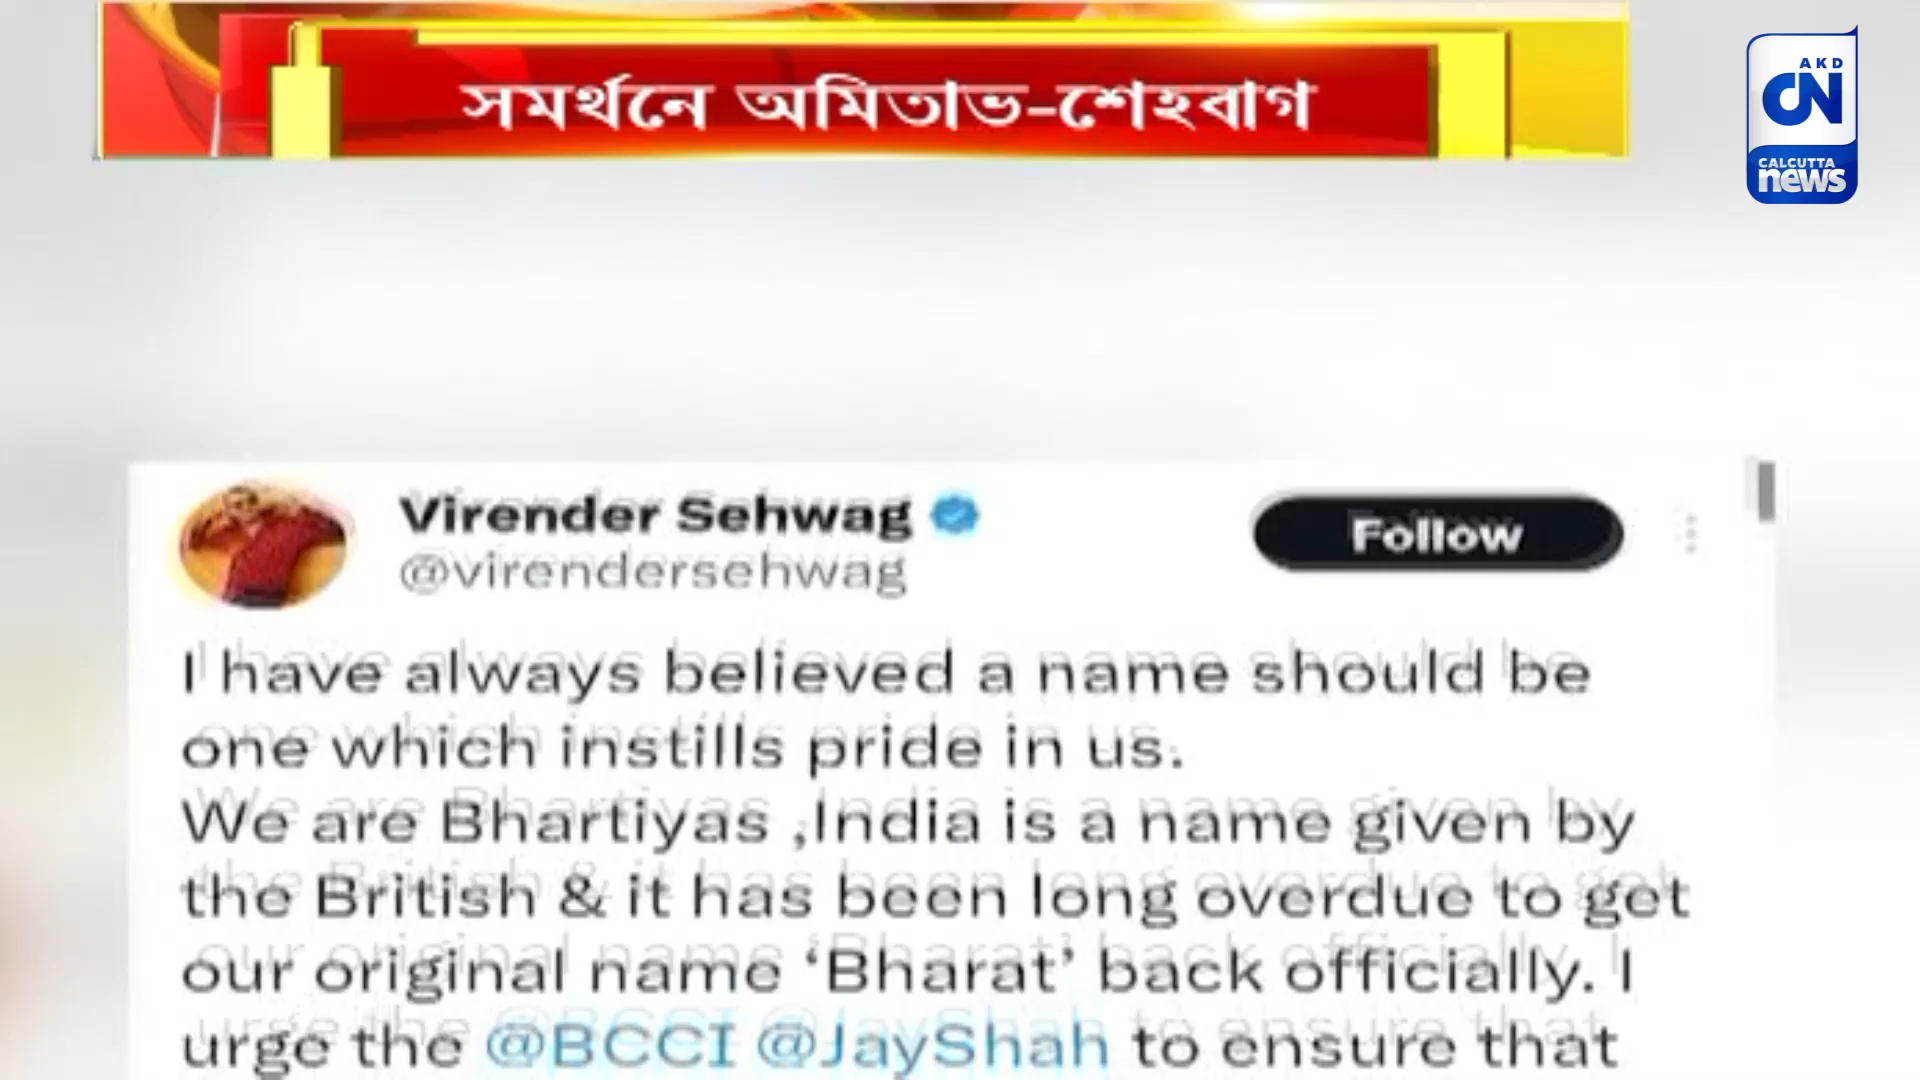 সমর্থনে অমিতাভ-শেহবাগ
AKD
CN
CALCUTTA
news
Virender Sehwag
@virendersehwag
Follow
I have always believed a name should be
one which instills pride in us.
We are Bhartiyas ,India is a name given by
the British & it has been long overdue to get
our original name ‘Bharat’ back officially. I
urge the @BCCI @JayShah to ensure that